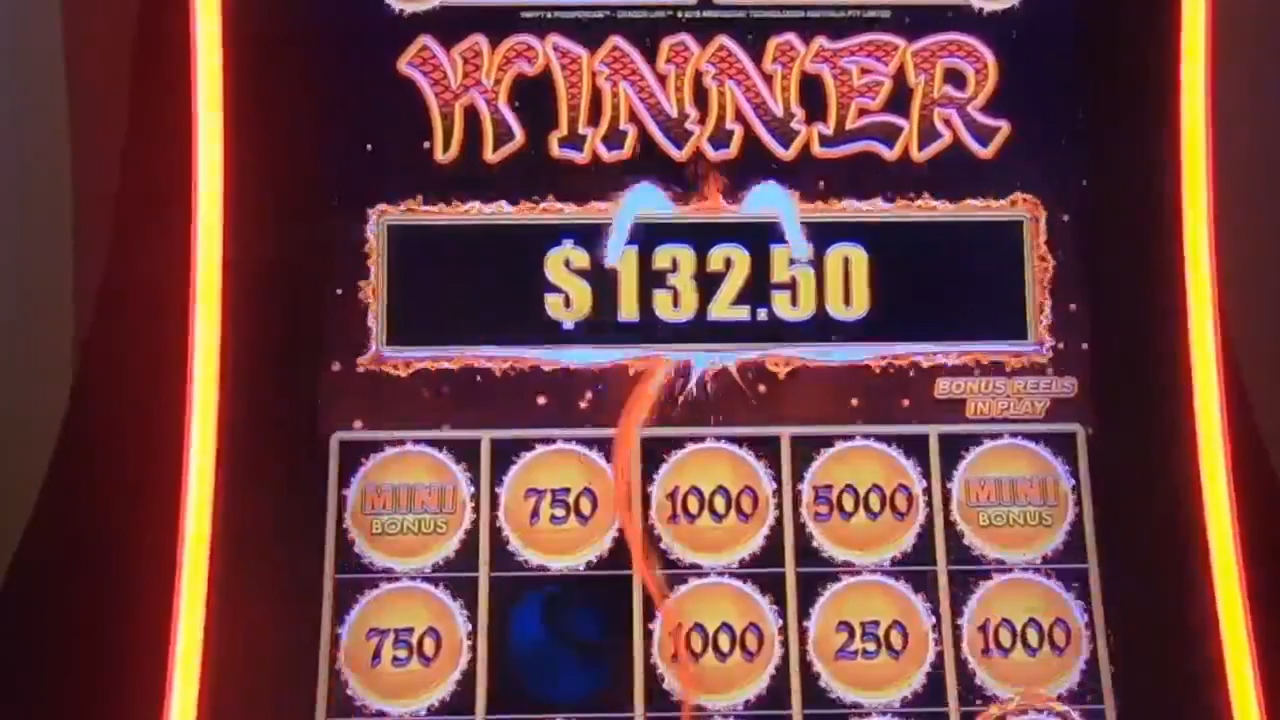 WINNER
$132.50
BONUS REELS
IN PLAY
MINI
BONUS
750
1000
5000
MINI
BONUS
750
1000
250
1000